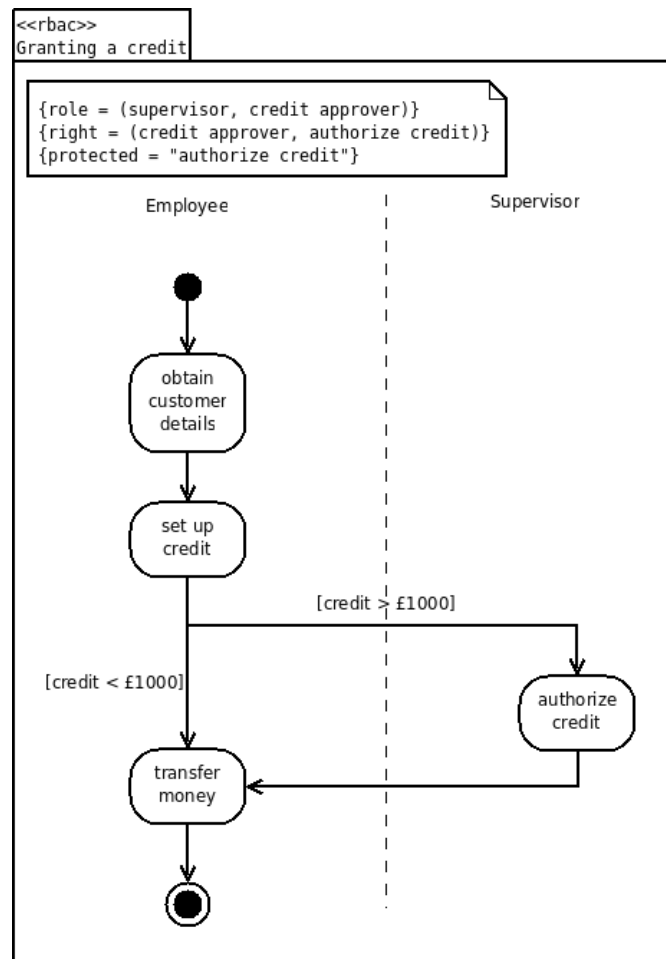 <<rbac>>
Granting a credit
{role = (supervisor, credit approver)}
{right = (credit approver, authorize credit)}
{protected = "authorize credit"}
Employee
Supervisor
obtain
customer
details
set up
credit
[credit > £1000]
[credit < £1000]
authorize
credit
transfer
money